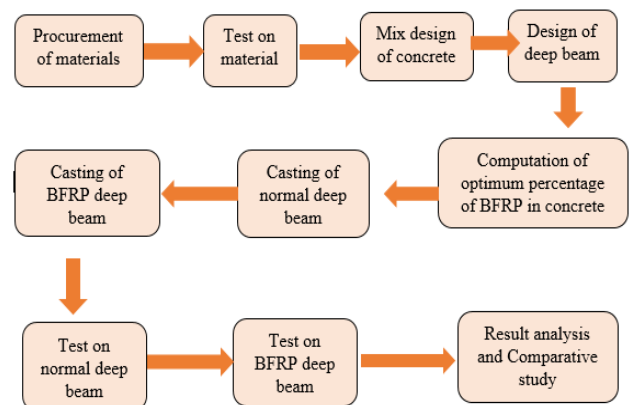 Procurement
of materials
Test on
material
Mix design
of concrete
Design of
deep beam
Computation of
optimum percentage
of BFRP in concrete
Casting of
normal deep
beam
Casting of
BFRP deep
beam
Test on
normal deep
beam
Test on
BFRP deep
beam
Result analysis
and Comparative
study